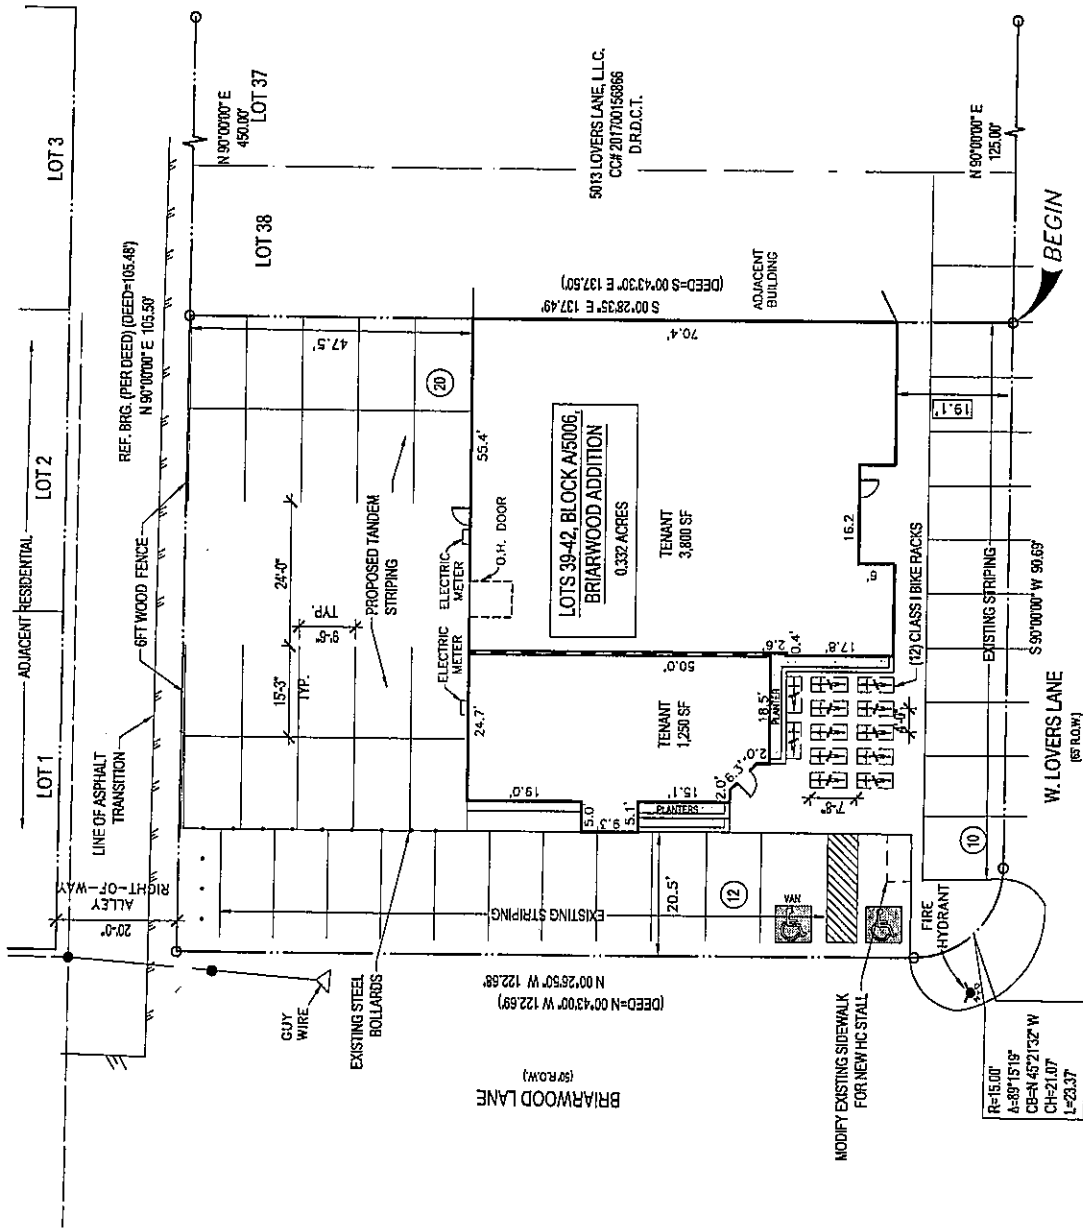 ADJACENT RESIDENTIAL
LOT 1
LOT 2
LOT 3
ALLEY
RIGHT-OF-WAY
20'-0"
LINE OF ASPHALT
TRANSITION
6FT WOOD FENCE
REF. BRG. (PER DEED) (DEED=105.48')
N 90°00'00" E 105.50'
N 90°00'00" E
450.00'
LOT 37
LOT 38
GUY
WIRE
EXISTING STEEL
BOLLARDS
15'-3"
TYP.
24'-0"
9'-6"
TYP.
PROPOSED TANDEM
STRIPING
47.5'
20
ELECTRIC
METER
ELECTRIC
METER
O.H. DOOR
24.7'
55.4'
19.0'
5.0'
9.3'
5.1'
15.1'
2.0'
6.3'
2.0'
PLANTERS
18.5'
PLANTER
50.0'
2.6'
0.4'
17.8'
TENANT
1,250 SF
LOTS 39-42, BLOCK A/5006,
BRIARWOOD ADDITION
0.332 ACRES
TENANT
3,800 SF
16.2
6'
70.4'
S 00°28'35" E 137.49'
(DEED=S 00°43'30" E 137.50')
ADJACENT
BUILDING
5013 LOVERS LANE, L.L.C.
CC# 201700156866
D.R.D.C.T.
EXISTING STRIPING
20.5'
12
VAN
(DEED=N 00°43'00" W 122.69')
N 00°26'50" W 122.68'
BRIARWOOD LANE
(50' R.O.W.)
MODIFY EXISTING SIDEWALK
FOR NEW HC STALL
7'-8"
(12) CLASS I BIKE RACKS
19.1'
EXISTING STRIPING
10
FIRE
HYDRANT
S 90°00'00" W 90.69'
W. LOVERS LANE
(65' R.O.W.)
N 90°00'00" E
125.00'
BEGIN
R=15.00'
Δ=89°15'19"
CB=N 45°21'32" W
CH=21.07'
L=23.37'